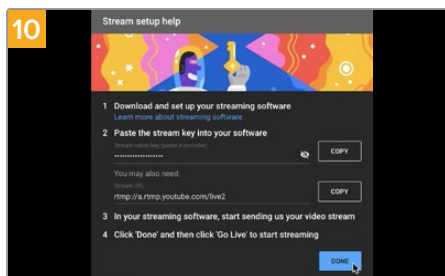 10
Stream setup help
1 Download and set up your streaming software
Learn more about streaming software
2 Paste the stream key into your software
Stream name/key (paste in encoder)
••••••••••••••••••••
COPY
You may also need:
Stream URL
rtmp://a.rtmp.youtube.com/live2
COPY
3 In your streaming software, start sending us your video stream
4 Click 'Done' and then click 'Go Live' to start streaming
DONE